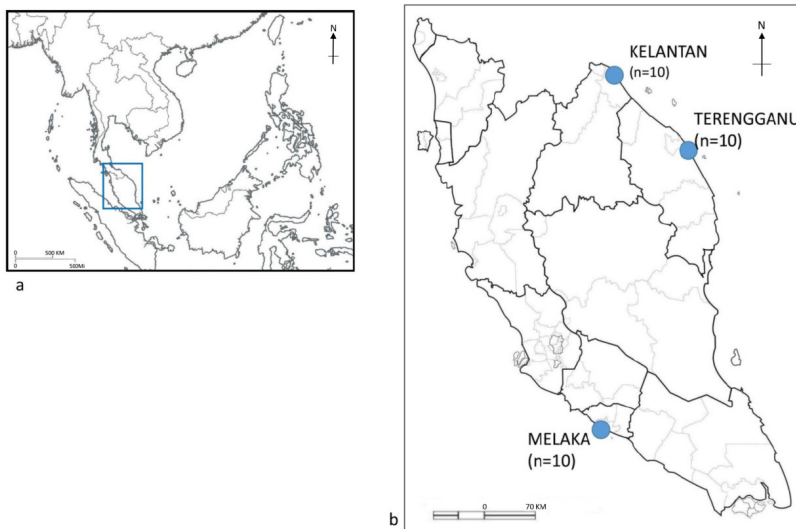 N
0 500 KM
0 500MI
a
N
KELANTAN
(n=10)
TERENGGANU
(n=10)
MELAKA
(n=10)
0 70 KM
b